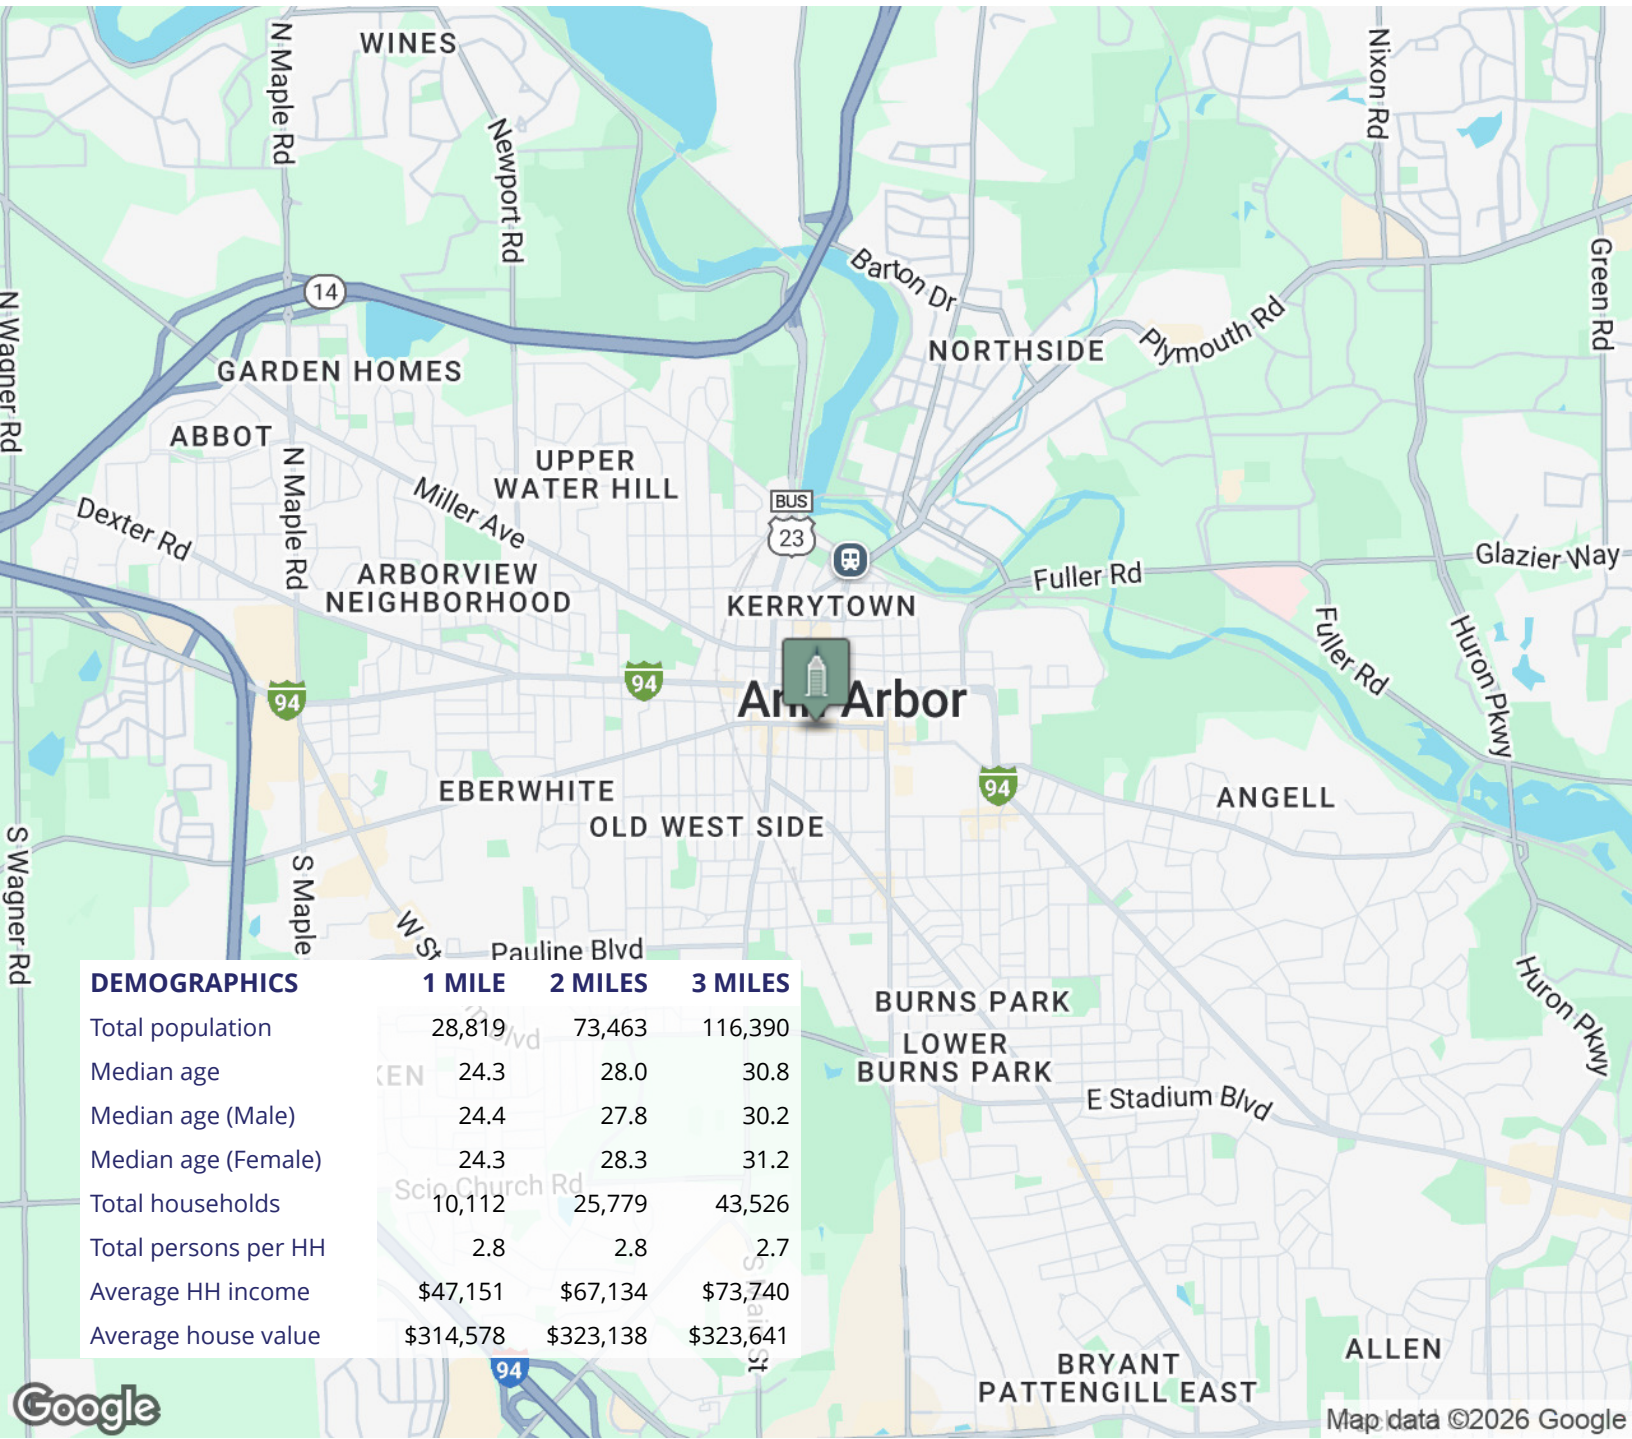 WINES
N Maple Rd
Newport Rd
Nixon Rd
Barton Dr
Green Rd
N Wagner Rd
14
Plymouth Rd
NORTHSIDE
GARDEN HOMES
ABBOT
UPPER
WATER HILL
N Maple Rd
Miller Ave
BUS
23
Dexter Rd
Glazier Way
Fuller Rd
ARBORVIEW
NEIGHBORHOOD
KERRYTOWN
Fuller Rd
Huron Pkwy
94
94
Arbor
94
EBERWHITE
ANGELL
OLD WEST SIDE
S Wagner Rd
S Maple
W St
Pauline Blvd
Huron Pkwy
BURNS PARK
LOWER
BURNS PARK
E Stadium Blvd
DEMOGRAPHICS 1 MILE 2 MILES 3 MILES
Total population 28,819 73,463 116,390
Blvd
Median age 24.3 28.0 30.8
Median age (Male) 24.4 27.8 30.2
Median age (Female) 24.3 28.3 31.2
Scio Church Rd
Total households 10,112 25,779 43,526
Total persons per HH 2.8 2.8 2.7
Average HH income $47,151 $67,134 $73,740
Average house value $314,578 $323,138 $323,641
S Main St
94
ALLEN
BRYANT
PATTENGILL EAST
Google
Map data ©2026 Google